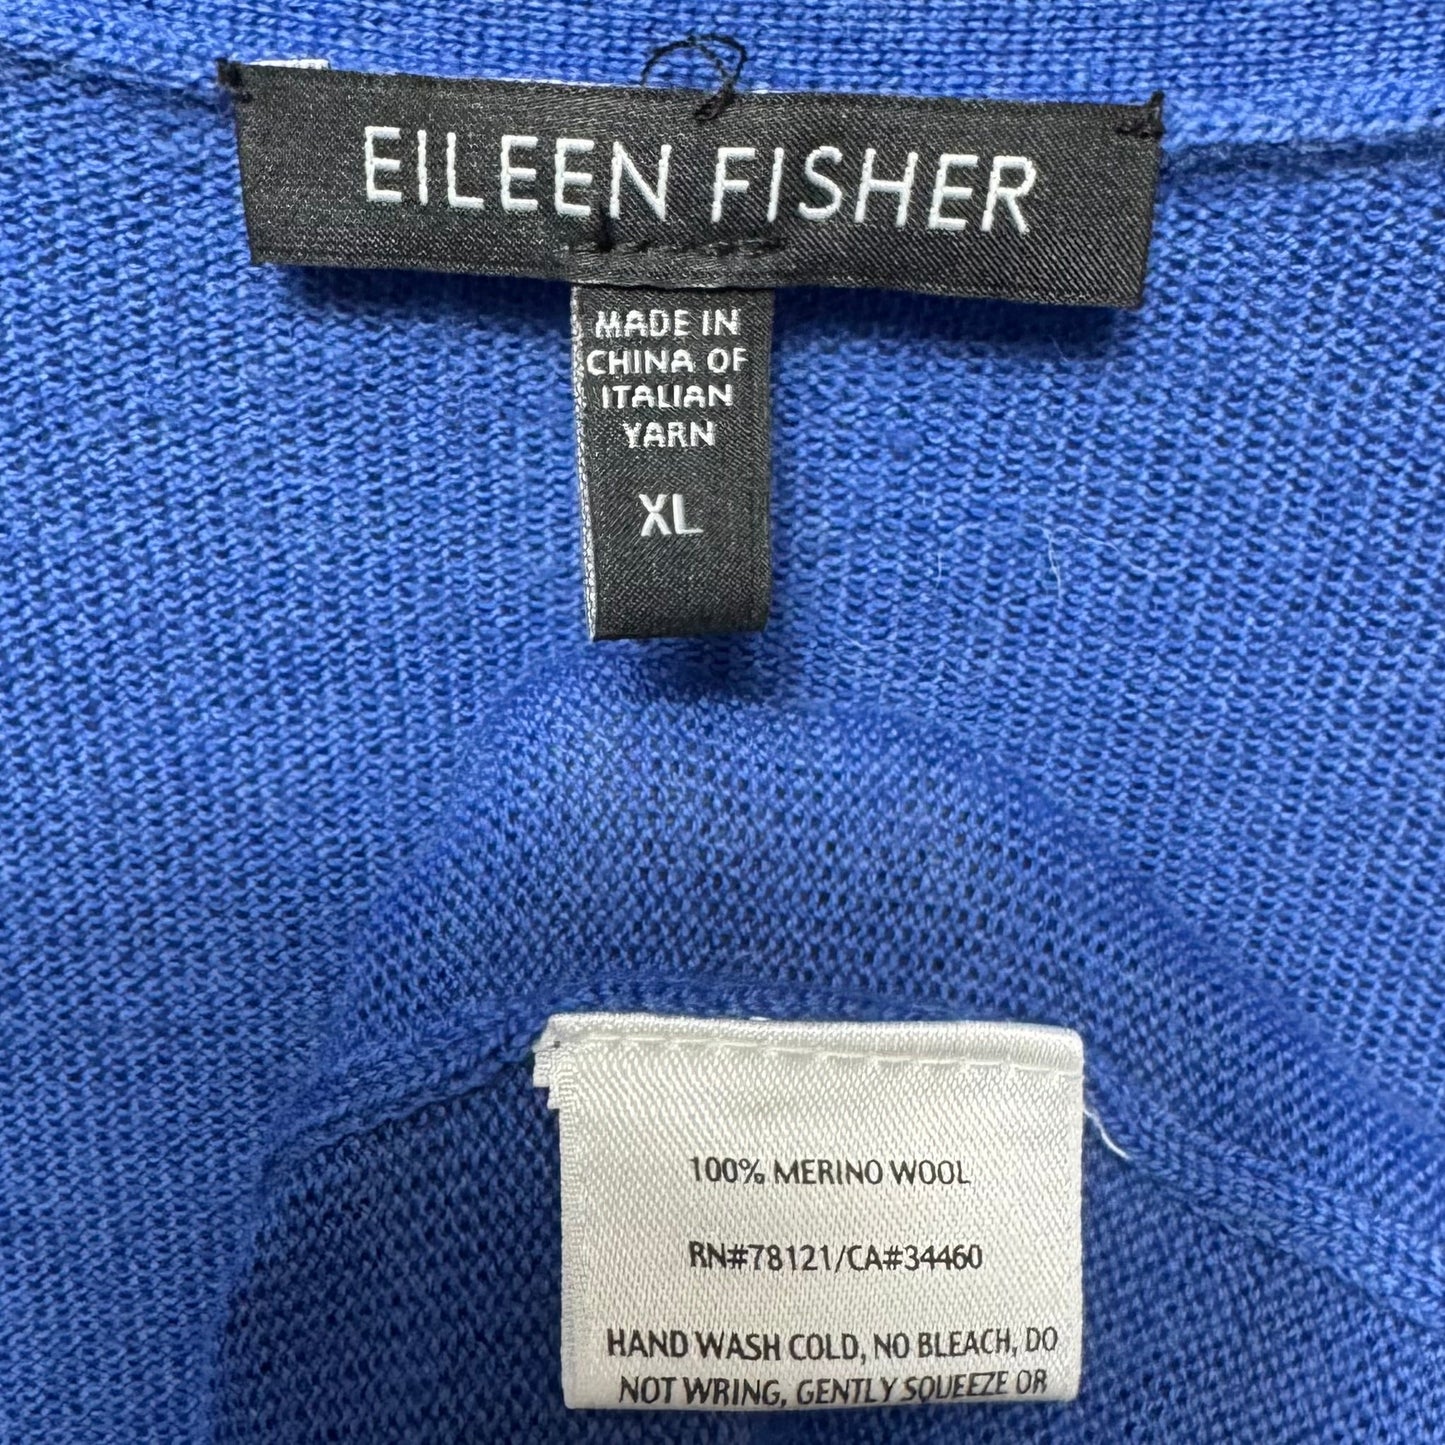 EILEEN FISHER
MADE IN
CHINA OF
ITALIAN
YARN
XL
100% MERINO WOOL
RN#78121/CA#34460
HAND WASH COLD, NO BLEACH, DO
NOT WRING, GENTLY SQUEEZE OR